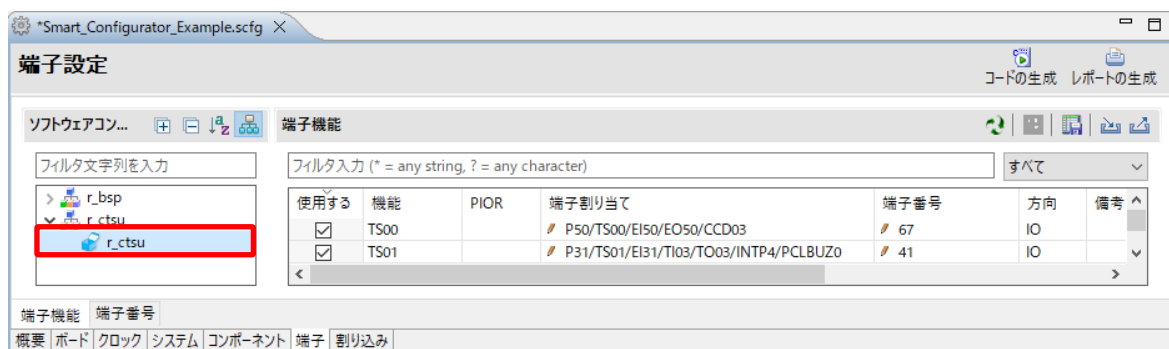 *Smart_Configurator_Example.scfg
端子設定
コードの生成 レポートの生成
ソフトウェアコン...
端子機能
フィルタ文字列を入力
フィルタ入力 (* = any string, ? = any character)
すべて
r_bsp
r_ctsu
r_ctsu
使用する 機能 PIOR 端子割り当て 端子番号 方向 備考
TS00 P50/TS00/EI50/EO50/CCD03 67 IO
TS01 P31/TS01/EI31/TI03/TO03/INTP4/PCLBUZ0 41 IO
端子機能 端子番号
概要 ボード クロック システム コンポーネント 端子 割り込み